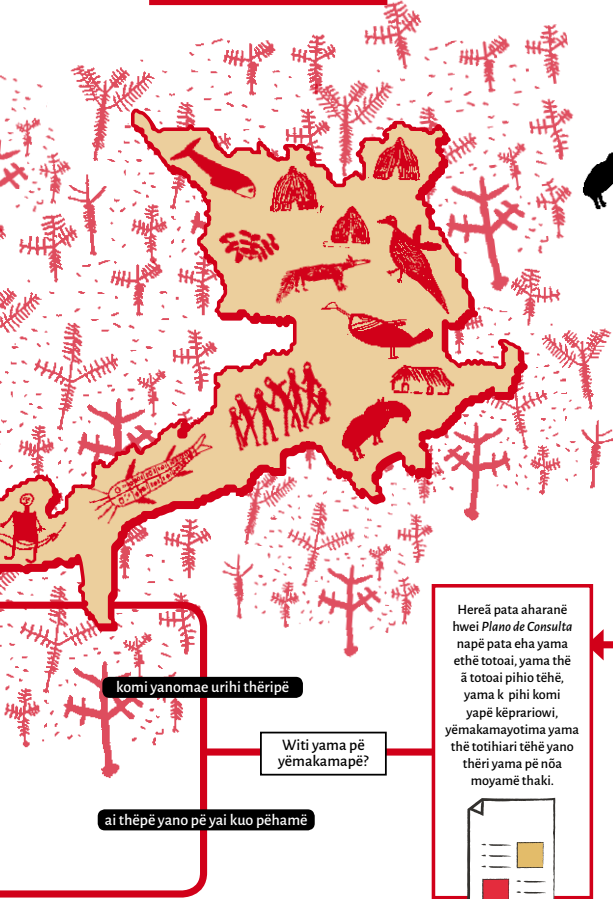 Hereã pata aharanë
hwei Plano de Consulta
napë pata eha yama
ethë totoai, yama thë
ã totoai pihio tëhë,
yama k pihi komi
yapë këprariowi,
yëmakamayotima yama
thë totihiari tëhë yano
thëri yama pë nõa
moyamë thaki.
komi yanomae urihi thëripë
Witi yama pë
yëmakamapë?
ai thëpë yano pë yai kuo pëhamë